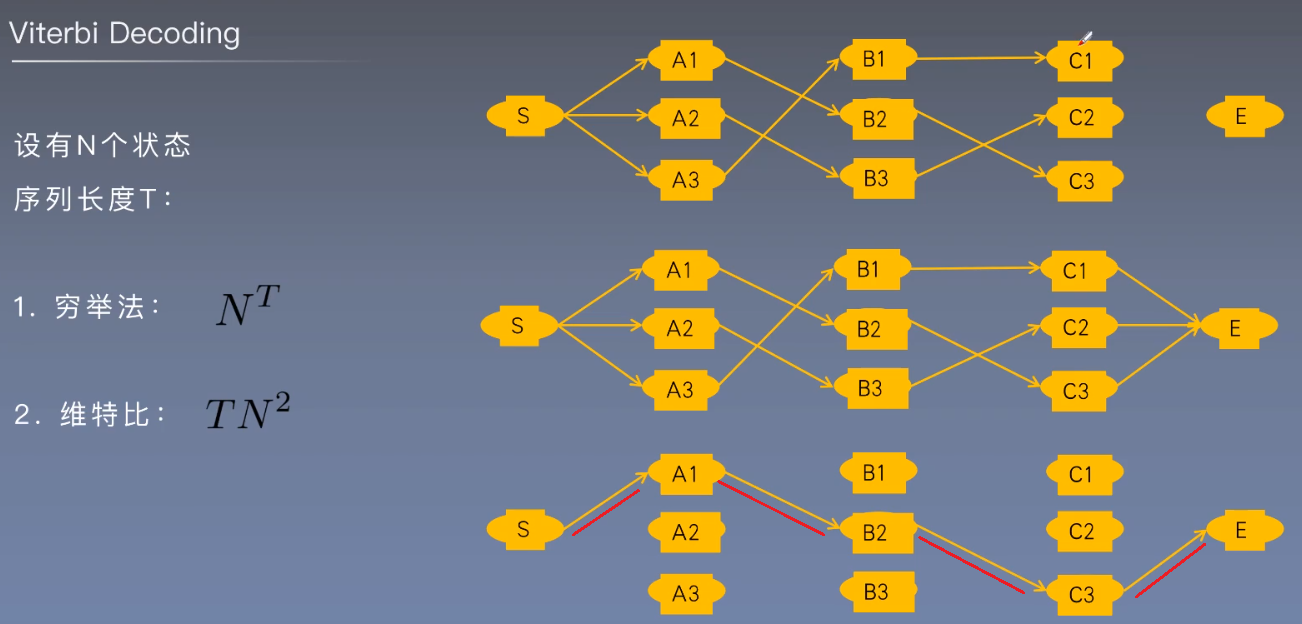 Viterbi Decoding
设有N个状态
序列长度T：
1. 穷举法： N^T
2. 维特比： TN^2
A1 B1 C1
S A2 B2 C2 E
A3 B3 C3
A1 B1 C1
S A2 B2 C2 E
A3 B3 C3
A1 B1 C1
S A2 B2 C2 E
A3 B3 C3